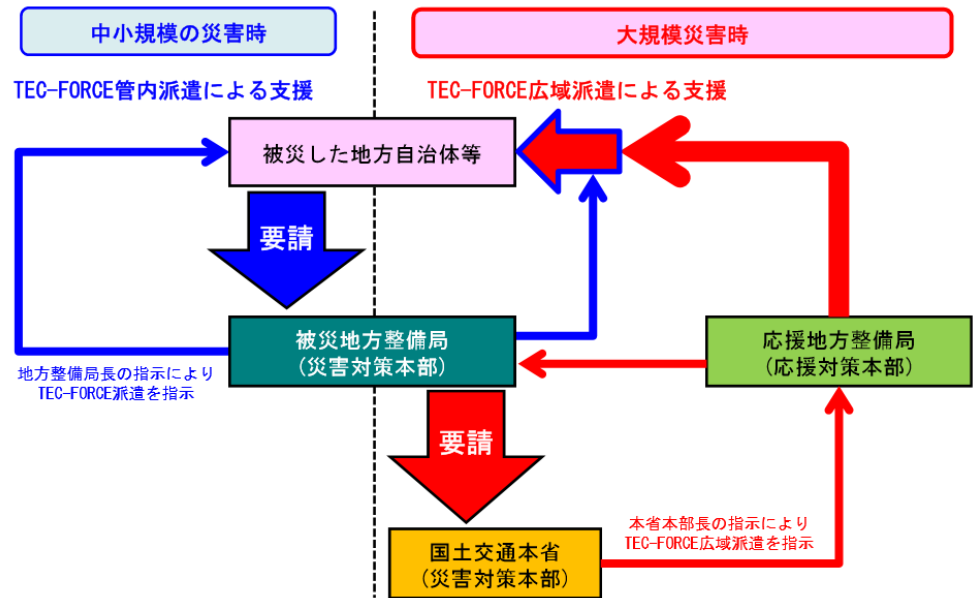 中小規模の災害時
大規模災害時
TEC-FORCE管内派遣による支援
TEC-FORCE広域派遣による支援
被災した地方自治体等
要請
被災地方整備局
(災害対策本部)
応援地方整備局
(応援対策本部)
地方整備局長の指示により
TEC-FORCE派遣を指示
要請
本省本部長の指示により
TEC-FORCE広域派遣を指示
国土交通本省
(災害対策本部)